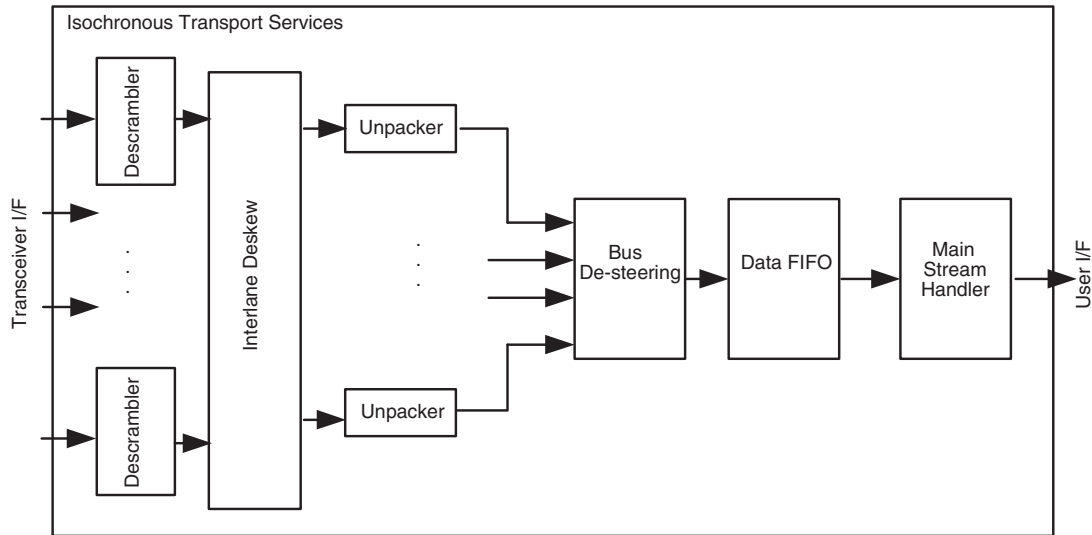 Isochronous Transport Services
Transceiver I/F
Descrambler
Descrambler
Interlane Deskew
Unpacker
Unpacker
Bus
De-steering
Data FIFO
Main
Stream
Handler
User I/F